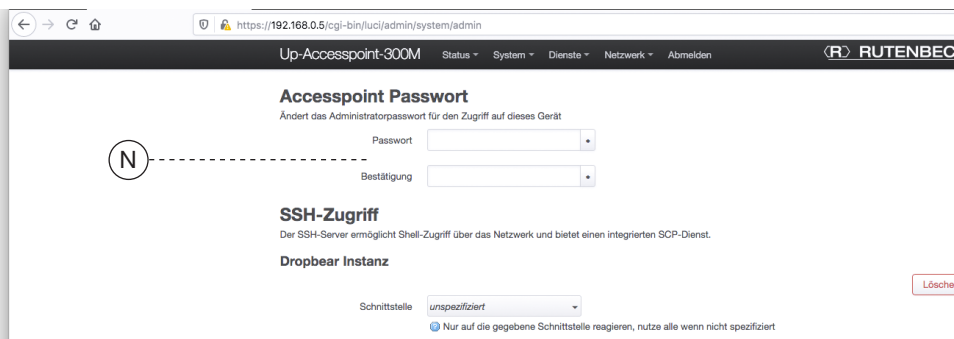 https://192.168.0.5/cgi-bin/luci/admin/system/admin
Up-Accesspoint-300M Status System Dienste Netzwerk Abmelden ⟨R⟩ RUTENBEC
Accesspoint Passwort
Ändert das Administratorpasswort für den Zugriff auf dieses Gerät
Passwort
N
Bestätigung
SSH-Zugriff
Der SSH-Server ermöglicht Shell-Zugriff über das Netzwerk und bietet einen integrierten SCP-Dienst.
Dropbear Instanz
Lösche
Schnittstelle unspezifiziert
Nur auf die gegebene Schnittstelle reagieren, nutze alle wenn nicht spezifiziert